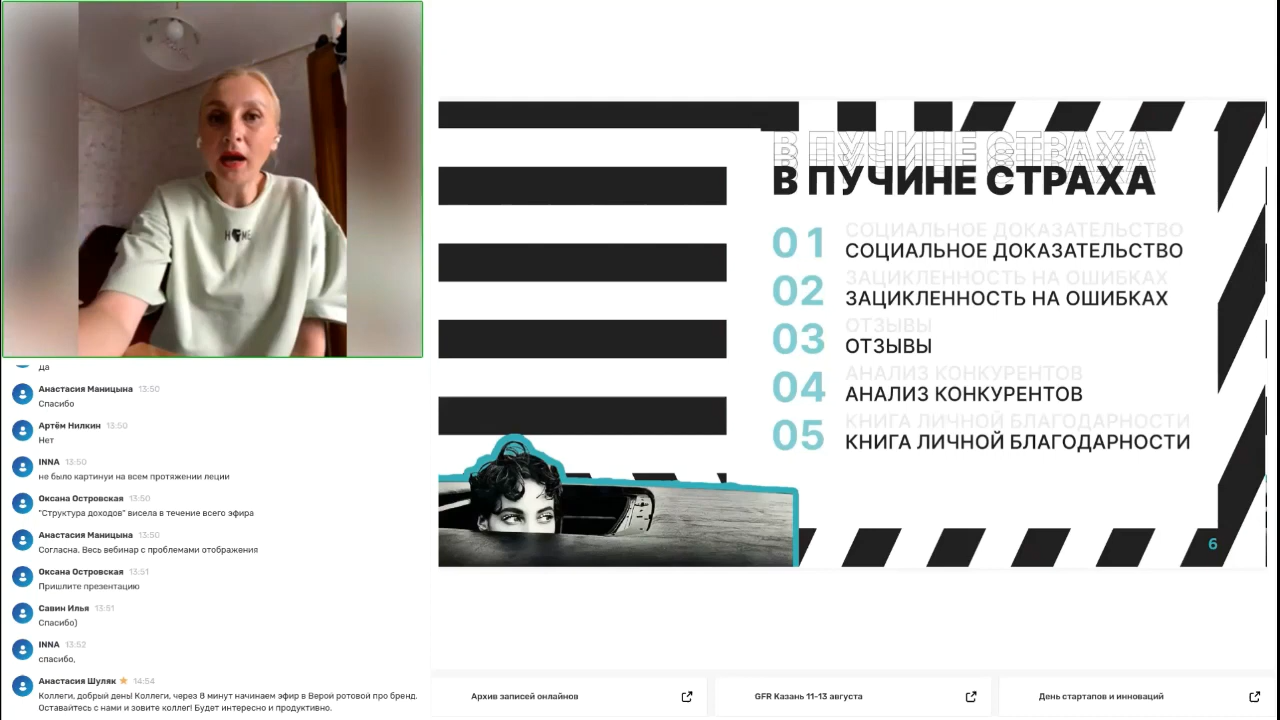 HOME
Да
Анастасия Маницына 13:50
Спасибо
Артём Нилкин 13:50
Нет
INNA 13:50
не было картинуи на всем протяжении леции
Оксана Островская 13:50
"Структура доходов" висела в течение всего эфира
Анастасия Маницына 13:50
Согласна. Весь вебинар с проблемами отображения
Оксана Островская 13:51
Пришлите презентацию
Савин Илья 13:51
Спасибо)
INNA 13:52
спасибо,
Анастасия Шуляк 14:54
Коллеги, добрый день! Коллеги, через 8 минут начинаем эфир в Верой ротовой про бренд.
Оставайтесь с нами и зовите коллег! Будет интересно и продуктивно.
В ПУЧИНЕ СТРАХА
В ПУЧИНЕ СТРАХА
В ПУЧИНЕ СТРАХА
СОЦИАЛЬНОЕ ДОКАЗАТЕЛЬСТВО
01 СОЦИАЛЬНОЕ ДОКАЗАТЕЛЬСТВО
ЗАЦИКЛЕННОСТЬ НА ОШИБКАХ
02 ЗАЦИКЛЕННОСТЬ НА ОШИБКАХ
ОТЗЫВЫ
03 ОТЗЫВЫ
АНАЛИЗ КОНКУРЕНТОВ
04 АНАЛИЗ КОНКУРЕНТОВ
КНИГА ЛИЧНОЙ БЛАГОДАРНОСТИ
05 КНИГА ЛИЧНОЙ БЛАГОДАРНОСТИ
6
Архив записей онлайнов
GFR Казань 11-13 августа
День стартапов и инноваций